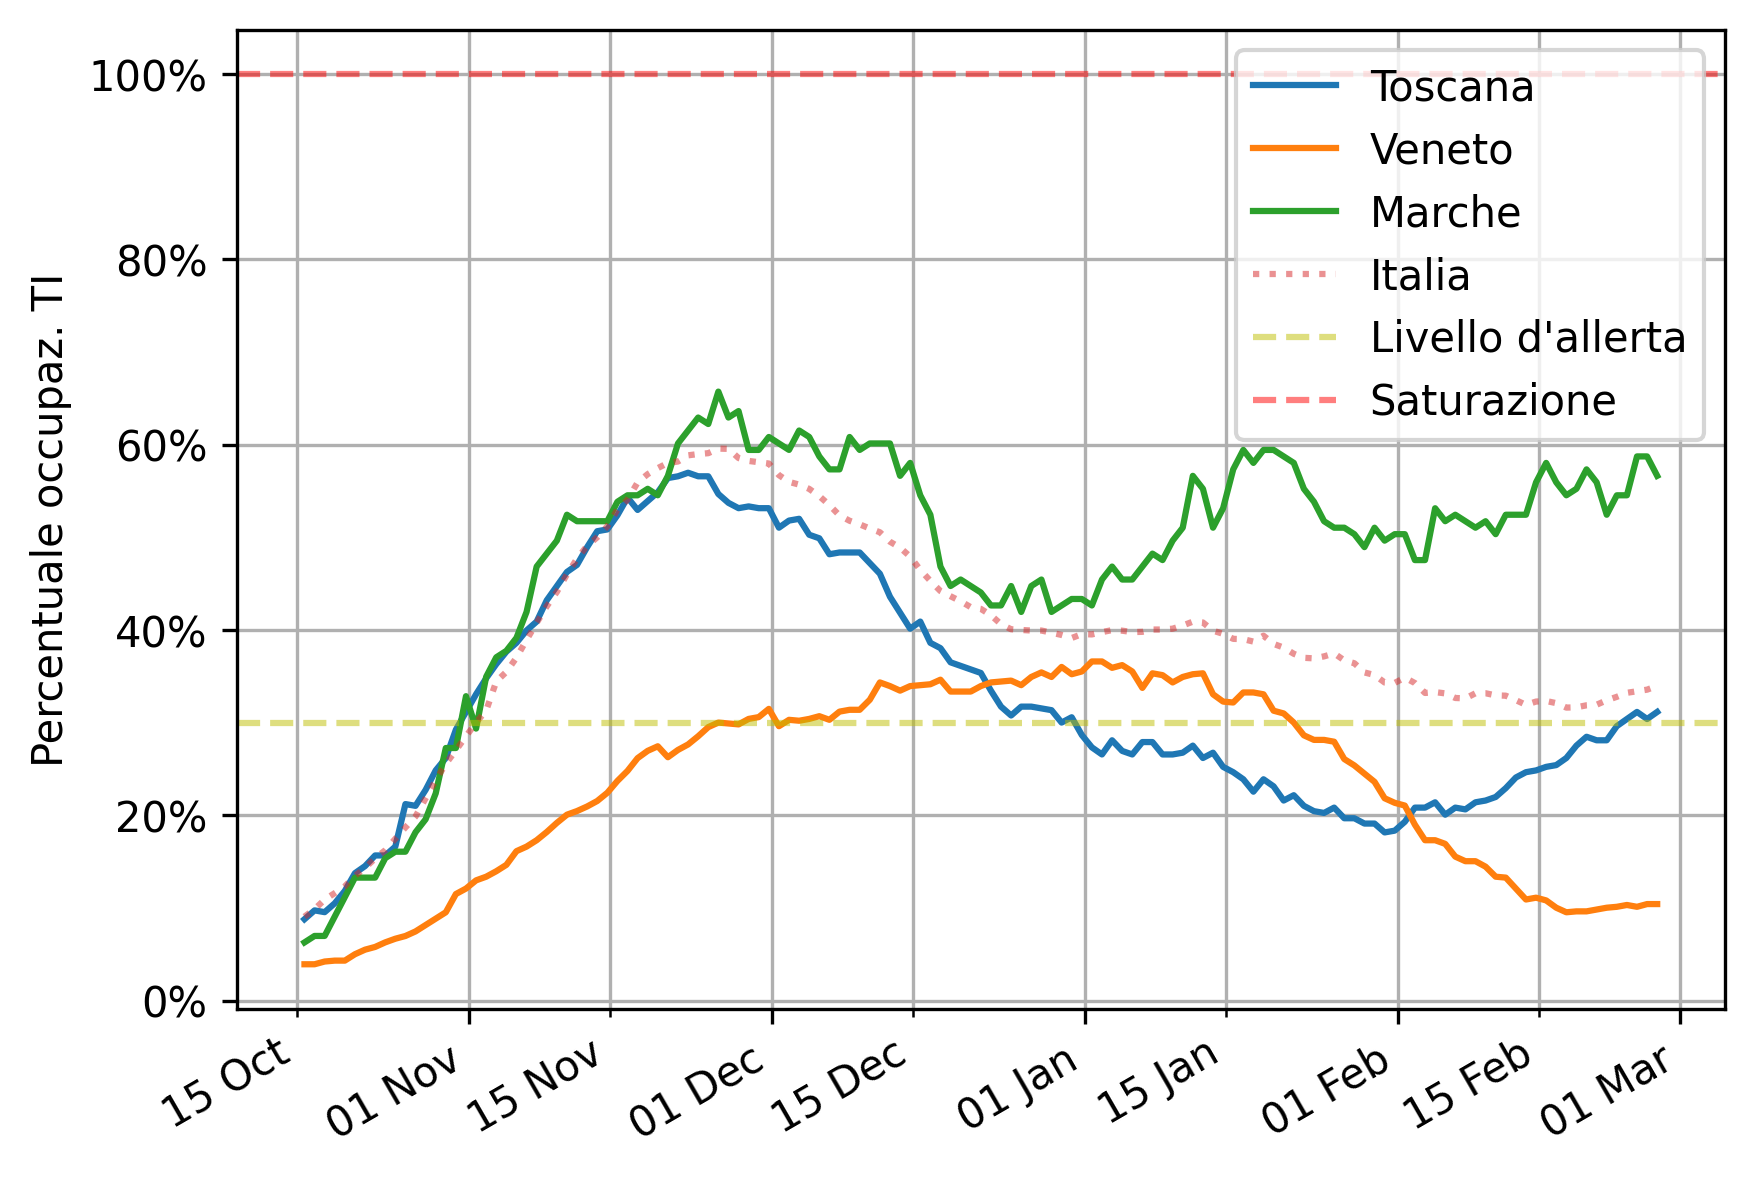 Percentuale occupaz. TI
100%
80%
60%
40%
20%
0%
Toscana
Veneto
Marche
Italia
Livello d'allerta
Saturazione
15 Oct
01 Nov
15 Nov
01 Dec
15 Dec
01 Jan
15 Jan
01 Feb
15 Feb
01 Mar